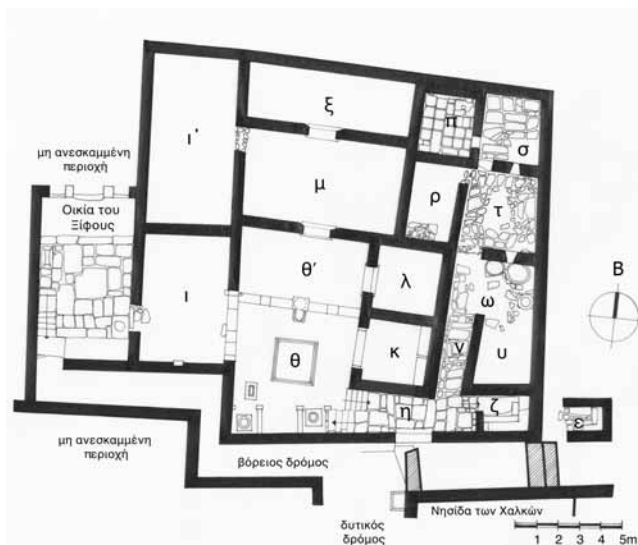 ξ
π
ι'
σ
μη ανεσκαμμένη
περιοχή
μ
ρ
τ
Οικία του
Ξίφους
θ'
λ
ω
Β
ι
θ
κ
ν
υ
η
ζ
ε
μη ανεσκαμμένη
περιοχή
βόρειος δρόμος
Νησίδα των Χαλκών
δυτικός
δρόμος
1 2 3 4 5m